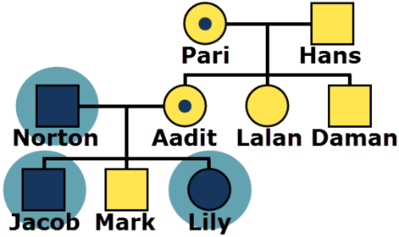 Pari Hans
Norton Aadit Lalan Daman
Jacob Mark Lily